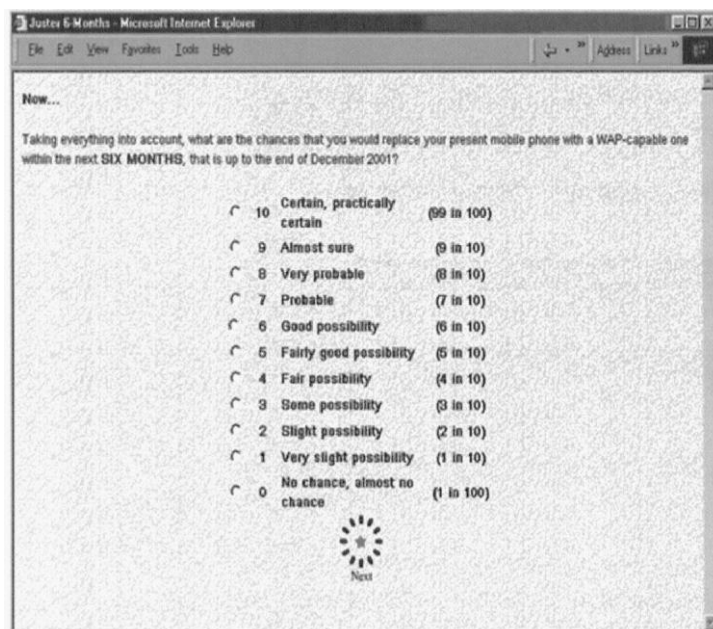 Juster 6-Months - Microsoft Internet Explorer
File Edit View Favorites Tools Help
» Address Links »
Now...
Taking everything into account, what are the chances that you would replace your present mobile phone with a WAP-capable one
within the next SIX MONTHS, that is up to the end of December 2001?
10 Certain, practically certain (99 in 100)
9 Almost sure (9 in 10)
8 Very probable (8 in 10)
7 Probable (7 in 10)
6 Good possibility (6 in 10)
5 Fairly good possibility (5 in 10)
4 Fair possibility (4 in 10)
3 Some possibility (3 in 10)
2 Slight possibility (2 in 10)
1 Very slight possibility (1 in 10)
0 No chance, almost no chance (1 in 100)
Next